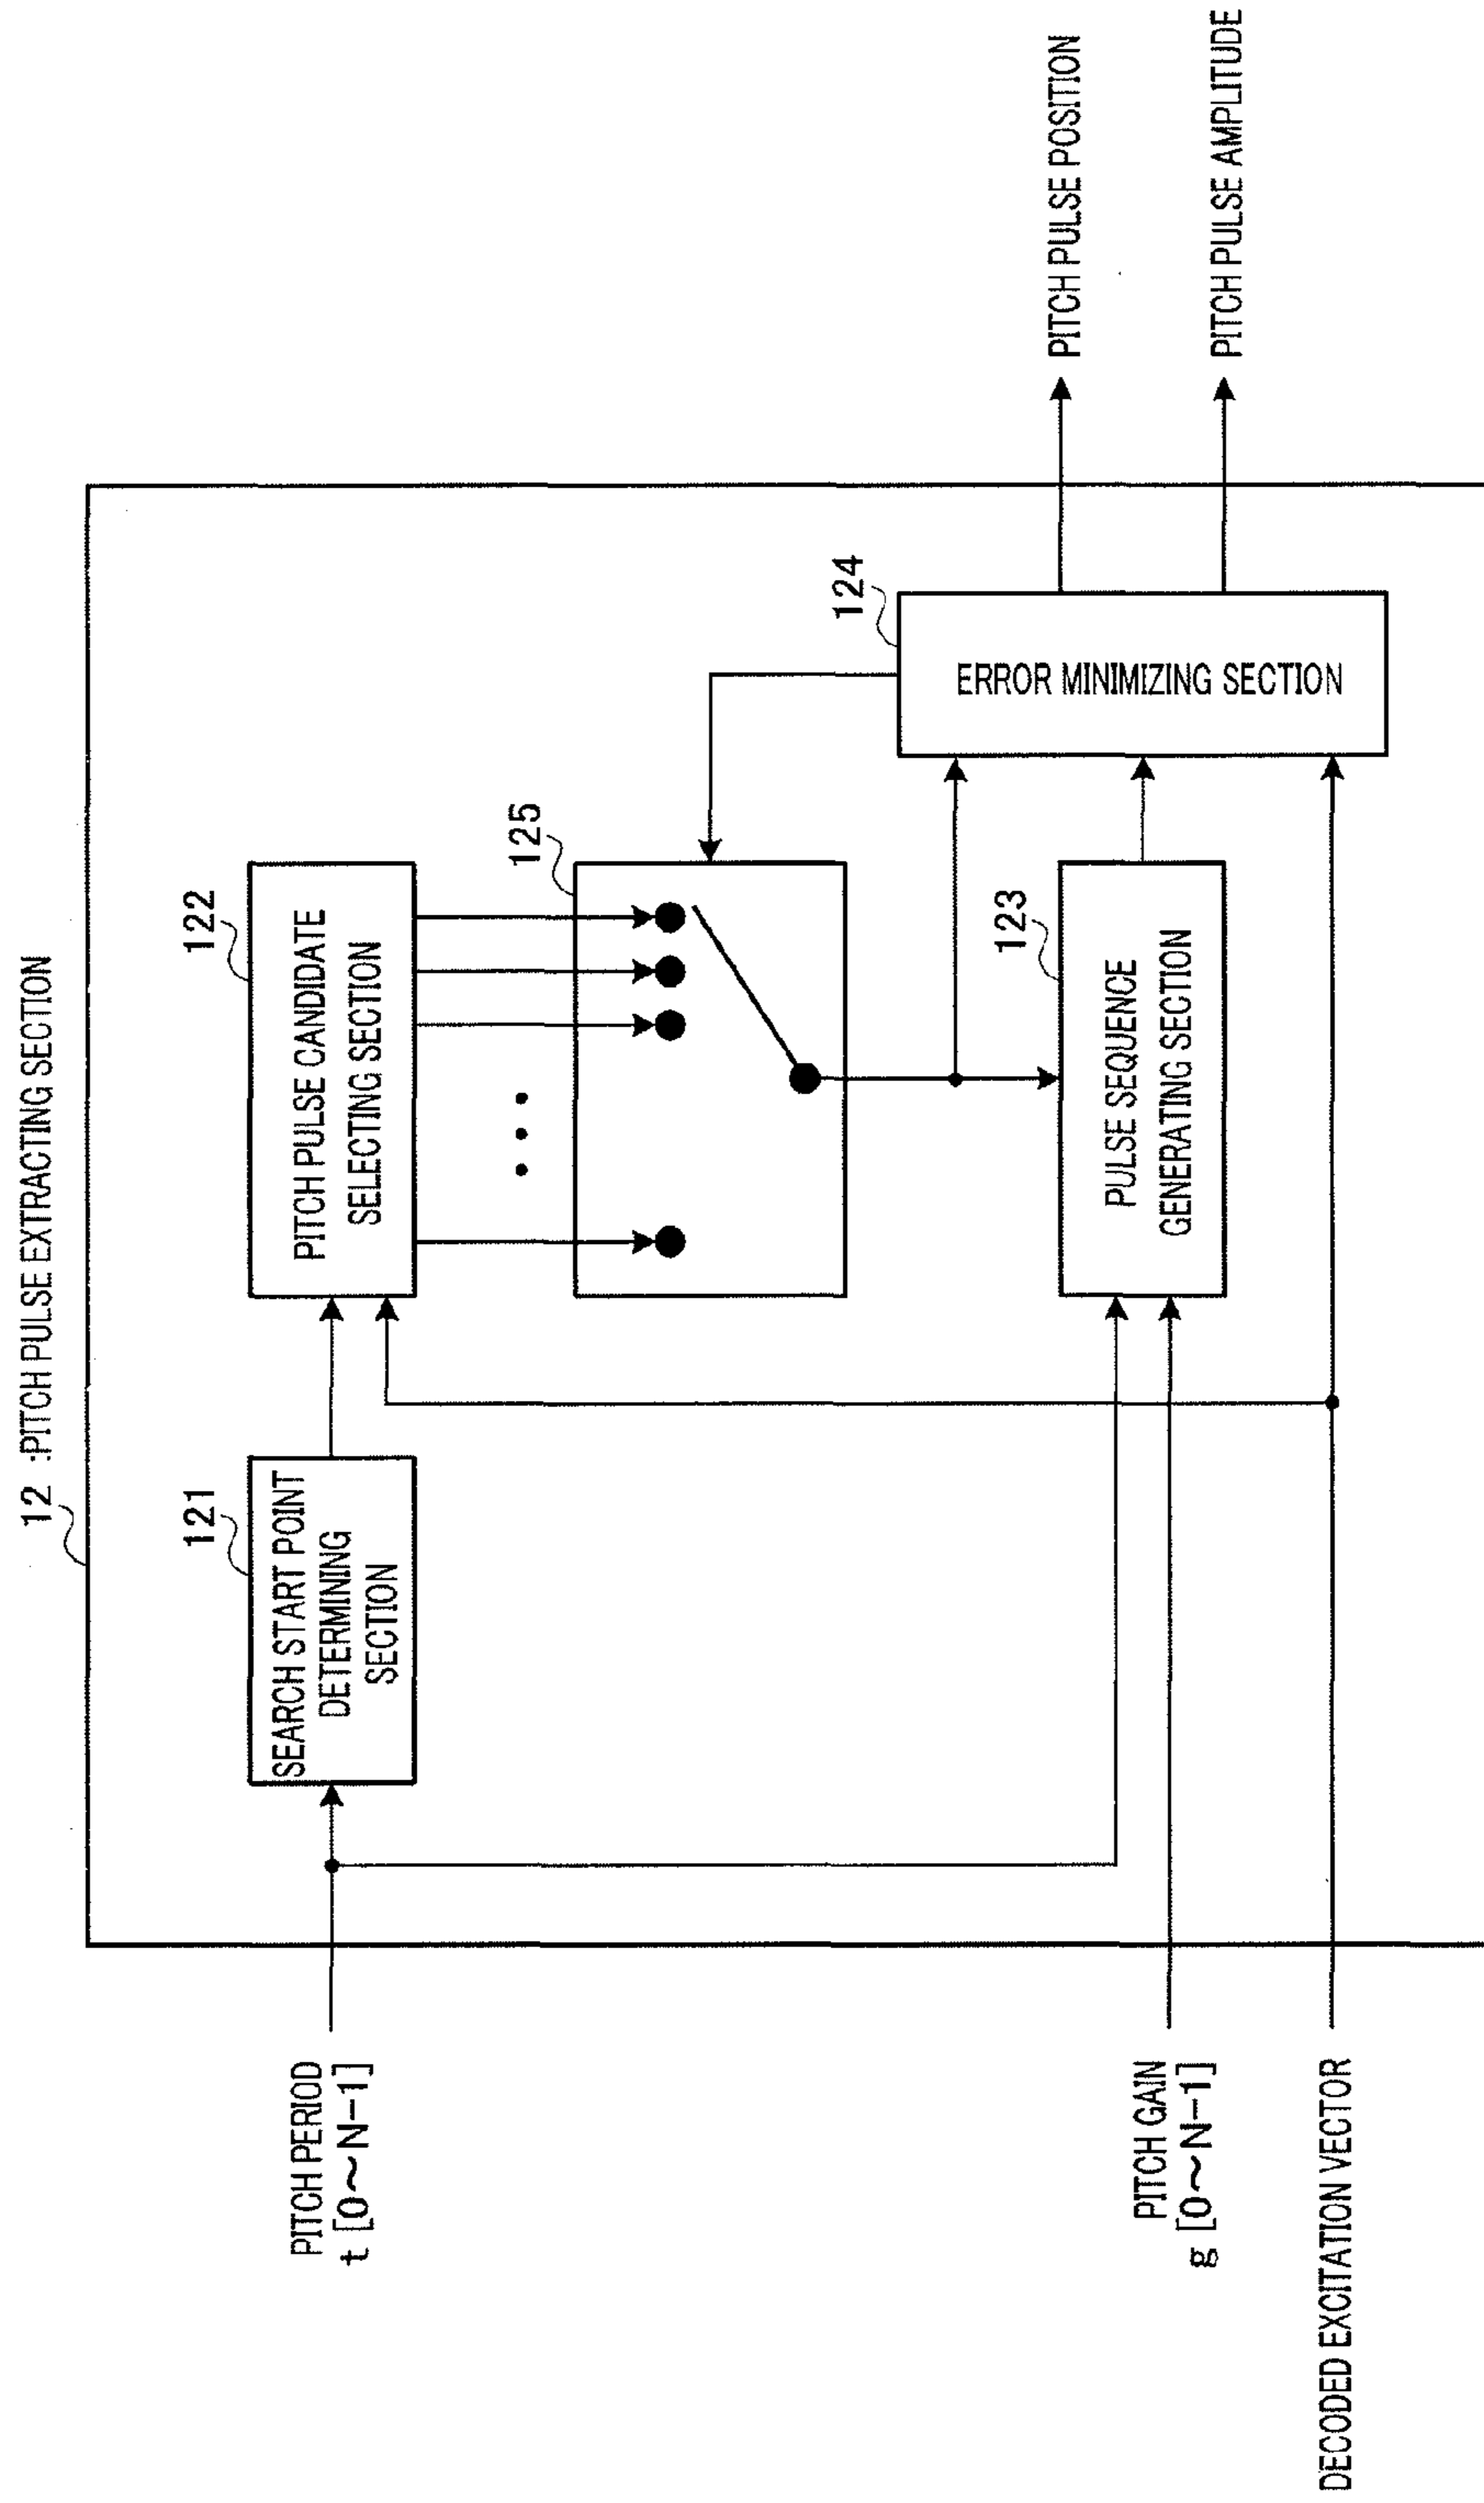 12 :PITCH PULSE EXTRACTING SECTION
PITCH PERIOD
t [0~N-1]
121
SEARCH START POINT
DETERMINING
SECTION
122
PITCH PULSE CANDIDATE
SELECTING SECTION
125
124
ERROR MINIMIZING SECTION
123
PULSE SEQUENCE
GENERATING SECTION
PITCH GAIN
g [0~N-1]
DECODED EXCITATION VECTOR
PITCH PULSE POSITION
PITCH PULSE AMPLITUDE